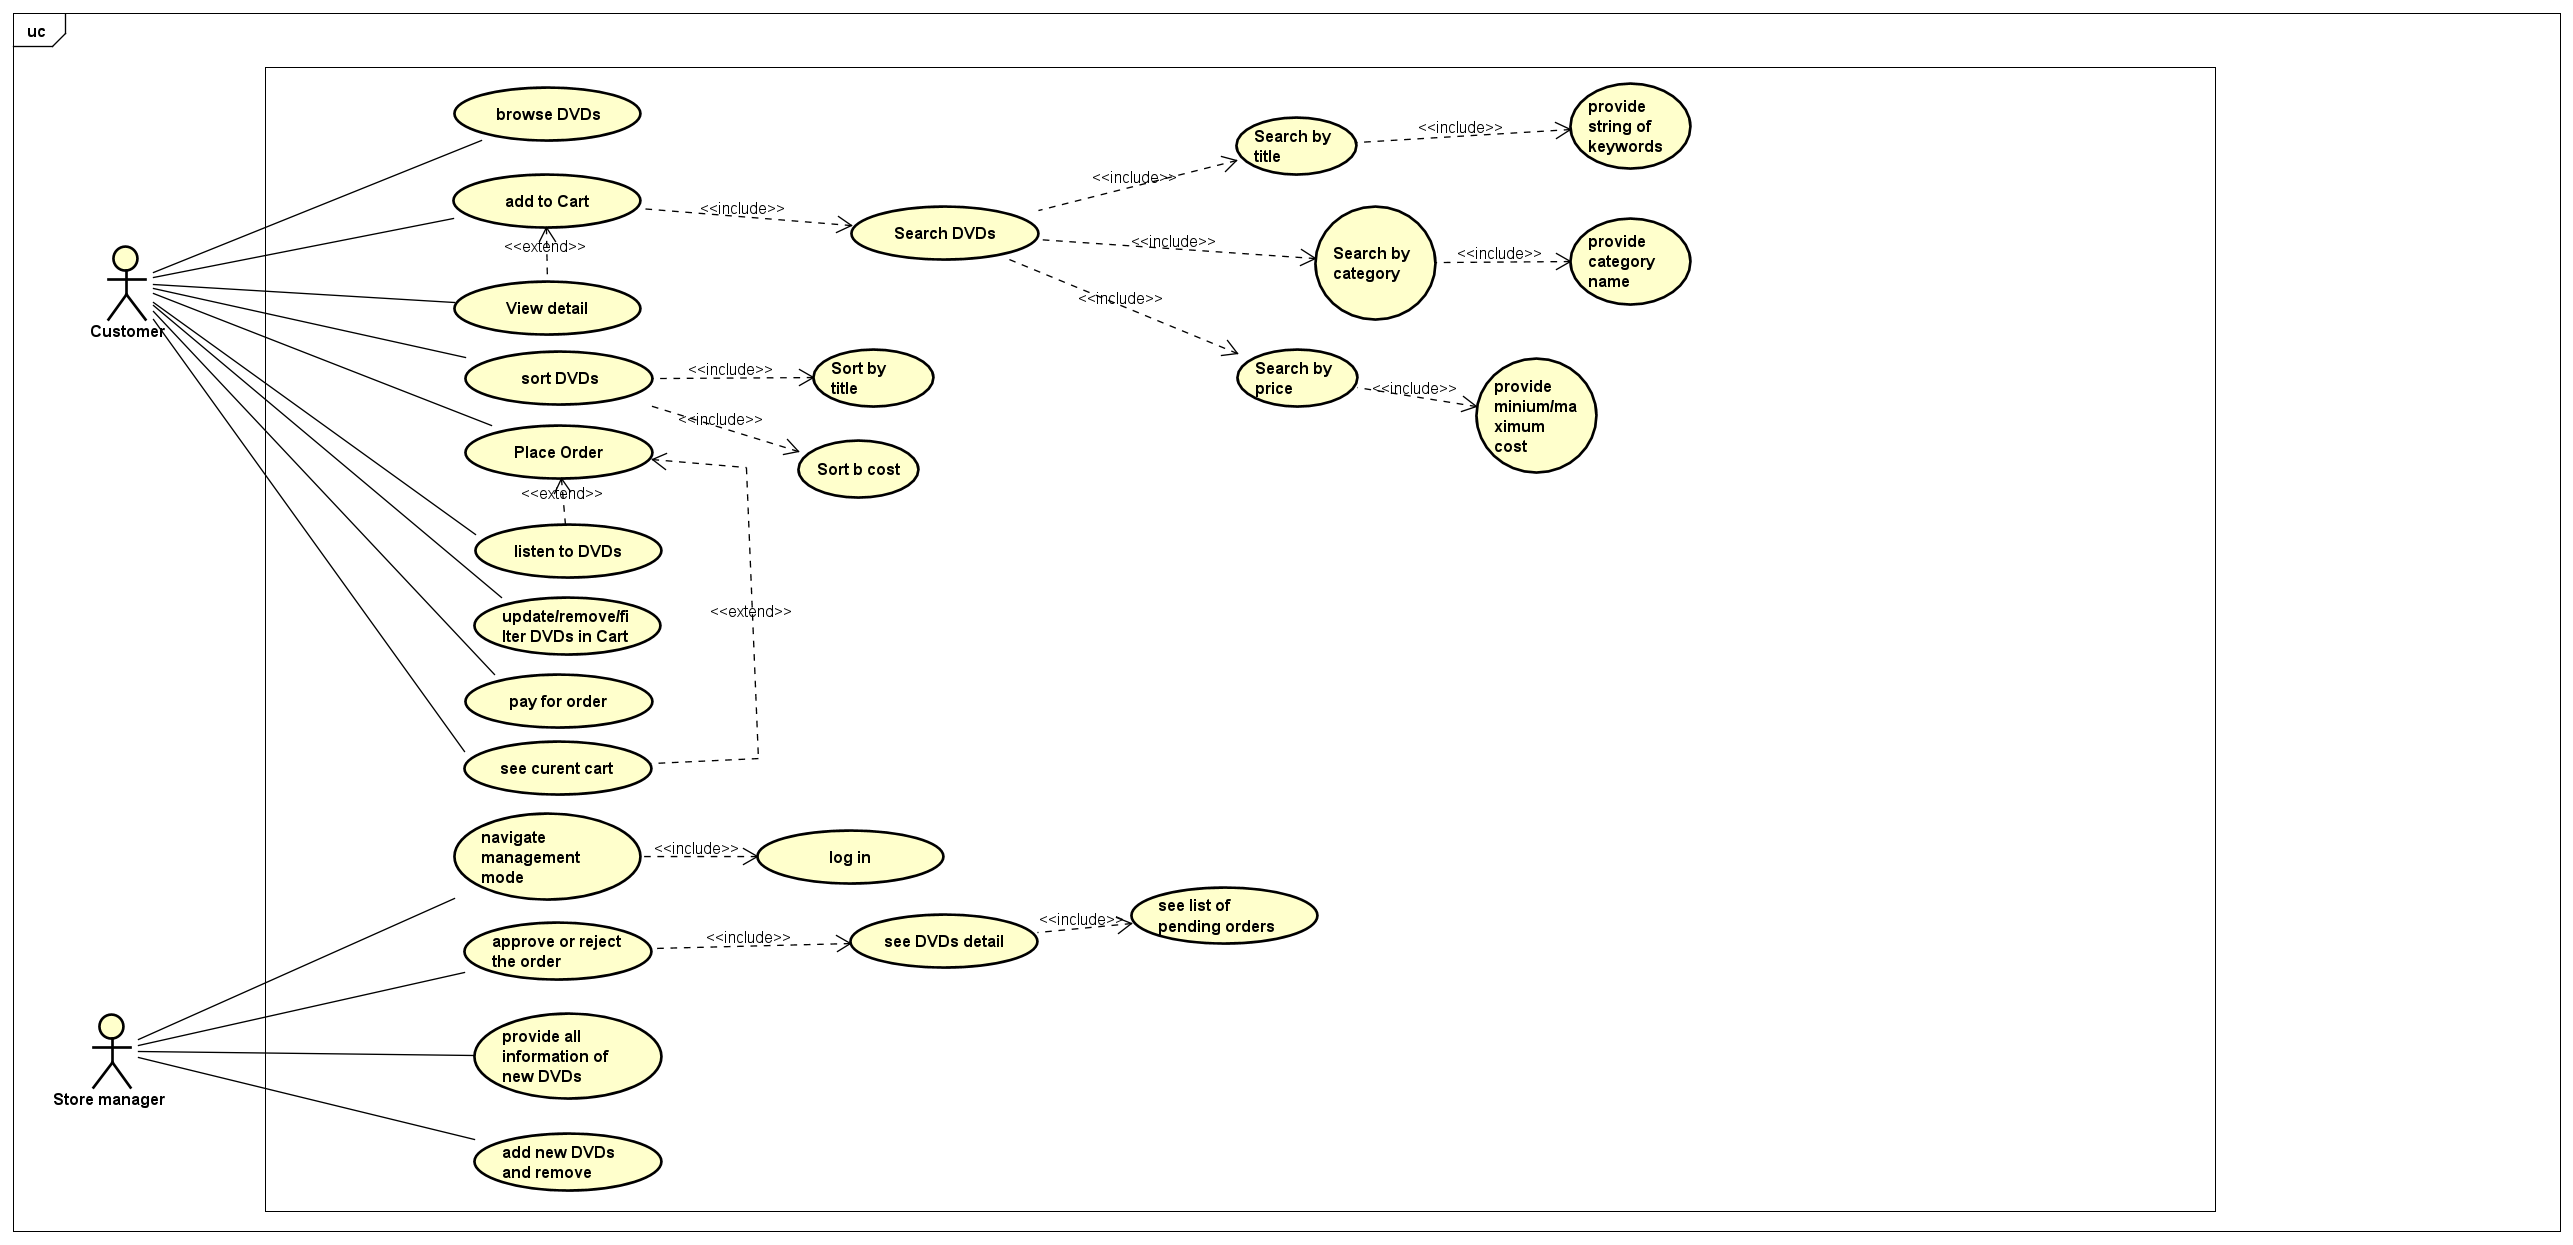 uc
browse DVDs
add to Cart
<<extend>>
View detail
sort DVDs
Place Order
<<extend>>
listen to DVDs
update/remove/fi
lter DVDs in Cart
pay for order
see curent cart
<<extend>>
Customer
<<include>>
Search DVDs
<<include>>
Search by
title
<<include>>
provide
string of
keywords
<<include>>
Search by
category
<<include>>
provide
category
name
<<include>>
Search by
price
<<include>>
provide
minium/ma
ximum
cost
<<include>>
Sort by
title
<<include>>
Sort b cost
navigate
management
mode
<<include>>
log in
approve or reject
the order
<<include>>
see DVDs detail
<<include>>
see list of
pending orders
provide all
information of
new DVDs
Store manager
add new DVDs
and remove